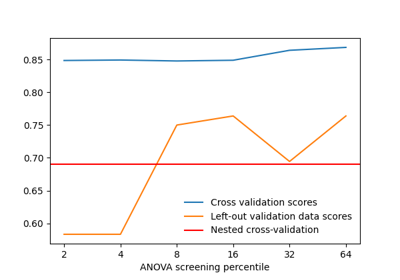 0.85
0.80
0.75
0.70
0.65
0.60
Cross validation scores
Left-out validation data scores
Nested cross-validation
2 4 8 16 32 64
ANOVA screening percentile